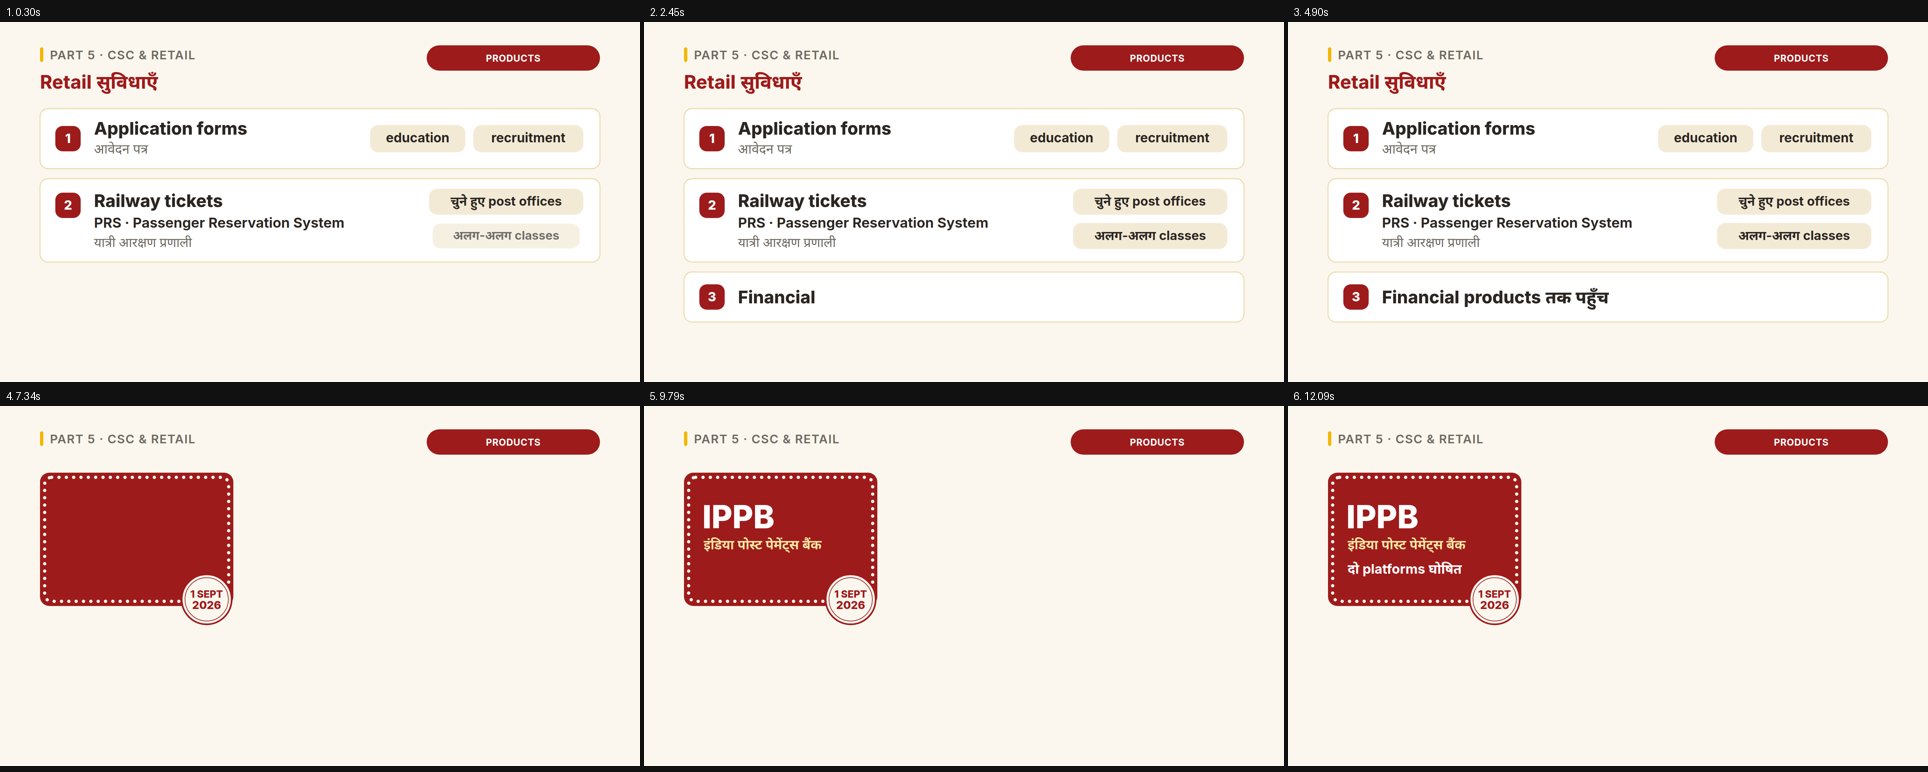 1. 0.30s
PART 5 · CSC & RETAIL
PRODUCTS
Retail सुविधाएँ
1
Application forms
आवेदन पत्र
education
recruitment
2
Railway tickets
PRS · Passenger Reservation System
यात्री आरक्षण प्रणाली
चुने हुए post offices
अलग-अलग classes
2. 2.45s
PART 5 · CSC & RETAIL
PRODUCTS
Retail सुविधाएँ
1
Application forms
आवेदन पत्र
education
recruitment
2
Railway tickets
PRS · Passenger Reservation System
यात्री आरक्षण प्रणाली
चुने हुए post offices
अलग-अलग classes
3
Financial
3. 4.90s
PART 5 · CSC & RETAIL
PRODUCTS
Retail सुविधाएँ
1
Application forms
आवेदन पत्र
education
recruitment
2
Railway tickets
PRS · Passenger Reservation System
यात्री आरक्षण प्रणाली
चुने हुए post offices
अलग-अलग classes
3
Financial products तक पहुँच
4. 7.34s
PART 5 · CSC & RETAIL
PRODUCTS
1 SEPT
2026
5. 9.79s
PART 5 · CSC & RETAIL
PRODUCTS
IPPB
इंडिया पोस्ट पेमेंट्स बैंक
1 SEPT
2026
6. 12.09s
PART 5 · CSC & RETAIL
PRODUCTS
IPPB
इंडिया पोस्ट पेमेंट्स बैंक
दो platforms घोषित
1 SEPT
2026